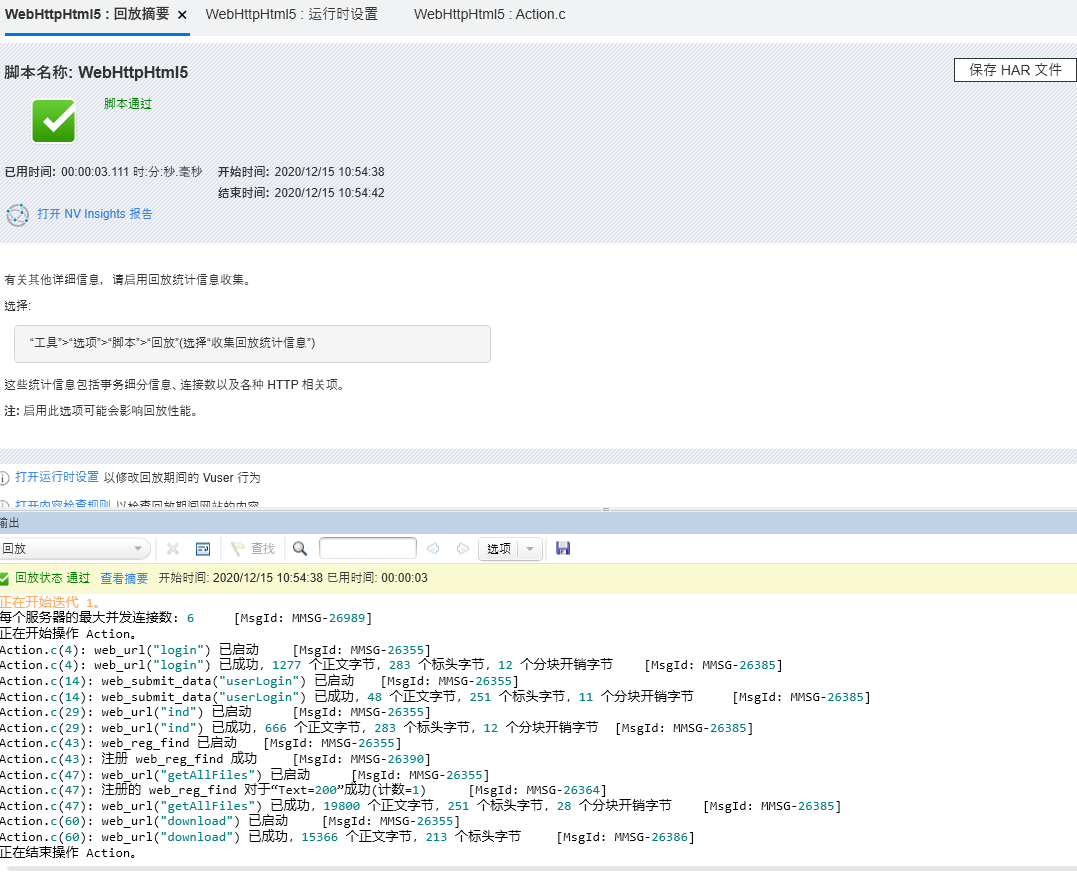 WebHttpHtml5 : 回放摘要 × WebHttpHtml5 : 运行时设置 WebHttpHtml5 : Action.c
脚本名称: WebHttpHtml5 保存 HAR 文件
脚本通过
已用时间: 00:00:03.111 时:分:秒.毫秒 开始时间: 2020/12/15 10:54:38
结束时间: 2020/12/15 10:54:42
打开 NV Insights 报告
有关其他详细信息，请启用回放统计信息收集。
选择:
“工具”>“选项”>“脚本”>“回放”(选择“收集回放统计信息”)
这些统计信息包括事务细分信息、连接数以及各种 HTTP 相关项。
注: 启用此选项可能会影响回放性能。
打开运行时设置 以修改回放期间的 Vuser 行为
打开内容检查规则 以检查回放期间网站的内容
输出
回放 查找 选项
回放状态 通过 查看摘要 开始时间: 2020/12/15 10:54:38 已用时间: 00:00:03
正在开始迭代 1。
每个服务器的最大并发连接数: 6 [MsgId: MMSG-26989]
正在开始操作 Action。
Action.c(4): web_url("login") 已启动 [MsgId: MMSG-26355]
Action.c(4): web_url("login") 已成功, 1277 个正文字节, 283 个标头字节, 12 个分块开销字节 [MsgId: MMSG-26385]
Action.c(14): web_submit_data("userLogin") 已启动 [MsgId: MMSG-26355]
Action.c(14): web_submit_data("userLogin") 已成功, 48 个正文字节, 251 个标头字节, 11 个分块开销字节 [MsgId: MMSG-26385]
Action.c(29): web_url("ind") 已启动 [MsgId: MMSG-26355]
Action.c(29): web_url("ind") 已成功, 666 个正文字节, 283 个标头字节, 12 个分块开销字节 [MsgId: MMSG-26385]
Action.c(43): web_reg_find 已启动 [MsgId: MMSG-26355]
Action.c(43): 注册 web_reg_find 成功 [MsgId: MMSG-26390]
Action.c(47): web_url("getAllFiles") 已启动 [MsgId: MMSG-26355]
Action.c(47): 注册的 web_reg_find 对于“Text=200”成功(计数=1) [MsgId: MMSG-26364]
Action.c(47): web_url("getAllFiles") 已成功, 19800 个正文字节, 251 个标头字节, 28 个分块开销字节 [MsgId: MMSG-26385]
Action.c(60): web_url("download") 已启动 [MsgId: MMSG-26355]
Action.c(60): web_url("download") 已成功, 15366 个正文字节, 213 个标头字节 [MsgId: MMSG-26386]
正在结束操作 Action。